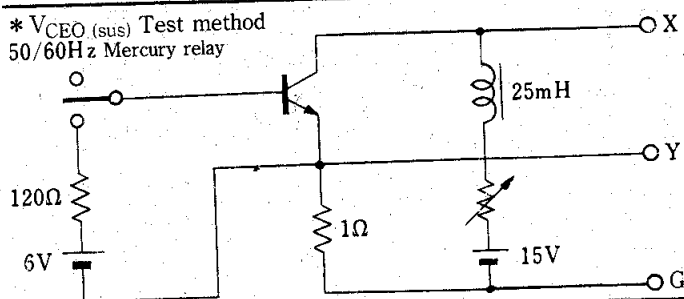 * VCEO (sus) Test method
50/60Hz Mercury relay
X
25mH
Y
120Ω
1Ω
6V
15V
G